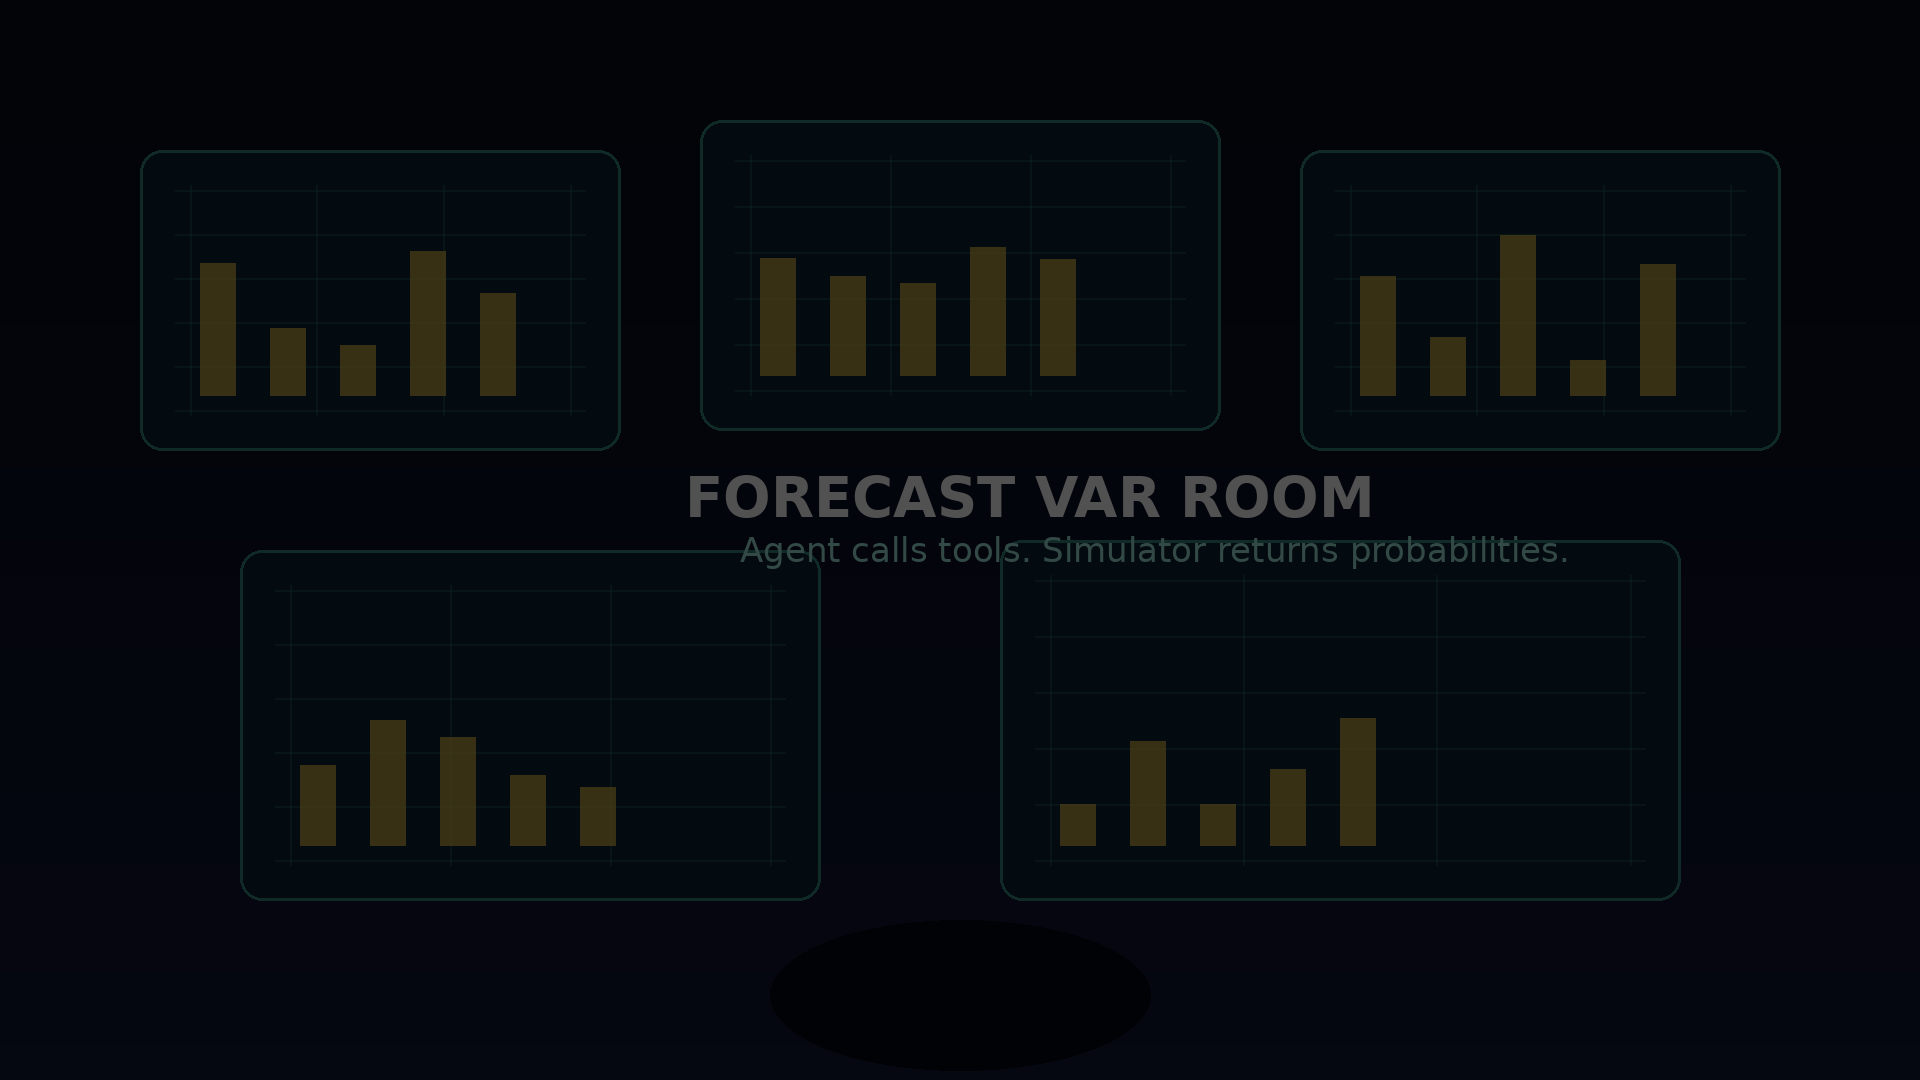 FORECAST VAR ROOM
Agent calls tools. Simulator returns probabilities.